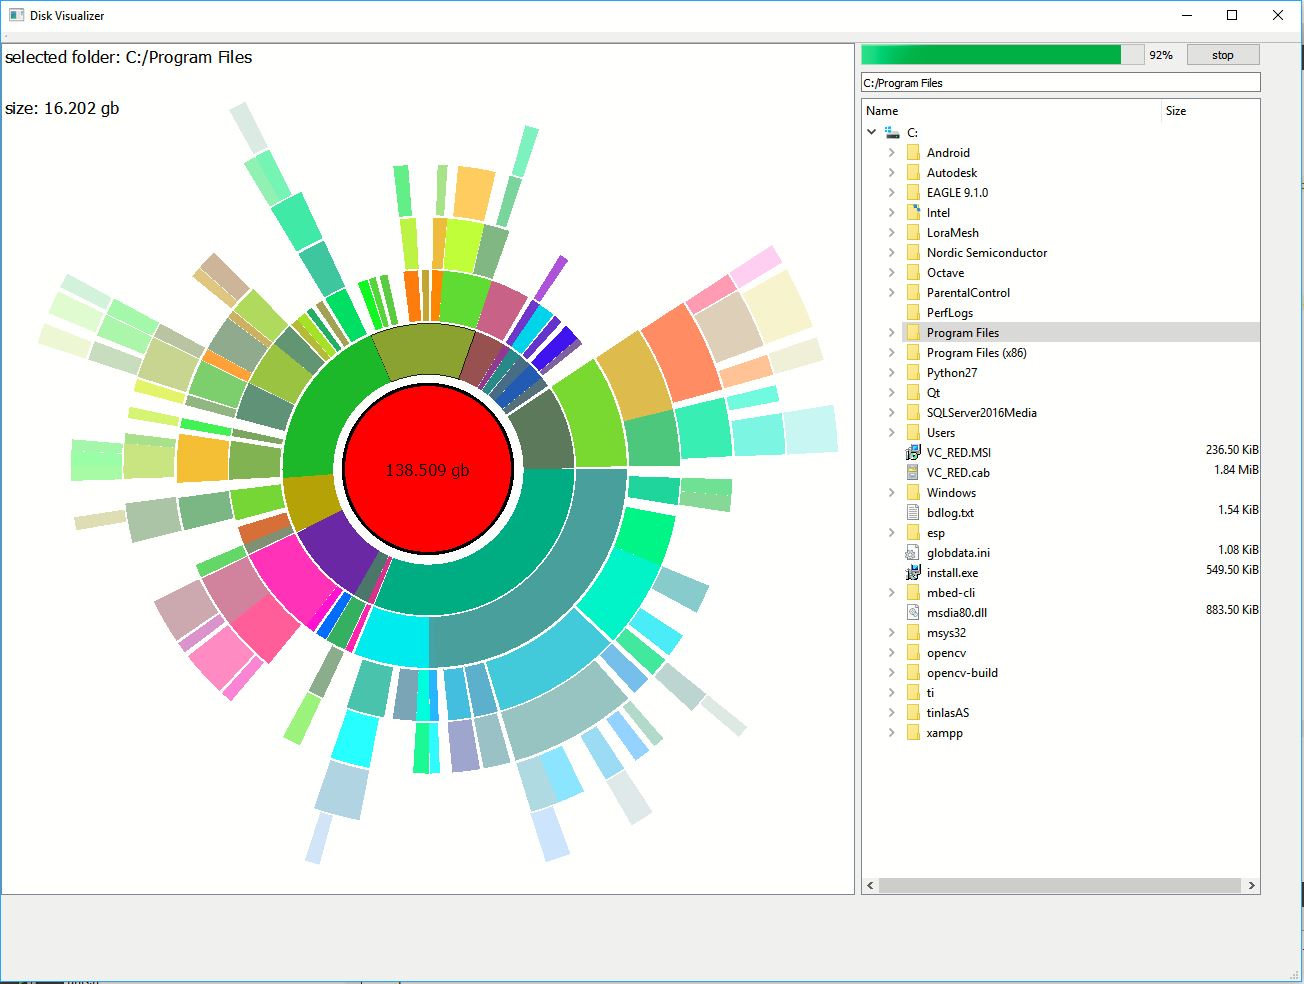 Disk Visualizer
selected folder: C:/Program Files
size: 16.202 gb
138.509 gb
92%
stop
C:/Program Files
Name Size
C:
Android
Autodesk
EAGLE 9.1.0
Intel
LoraMesh
Nordic Semiconductor
Octave
ParentalControl
PerfLogs
Program Files
Program Files (x86)
Python27
Qt
SQLServer2016Media
Users
VC_RED.MSI 236.50 KiB
VC_RED.cab 1.84 MiB
Windows
bdlog.txt 1.54 KiB
esp
globdata.ini 1.08 KiB
install.exe 549.50 KiB
mbed-cli
msdia80.dll 883.50 KiB
msys32
opencv
opencv-build
ti
tinlasAS
xampp